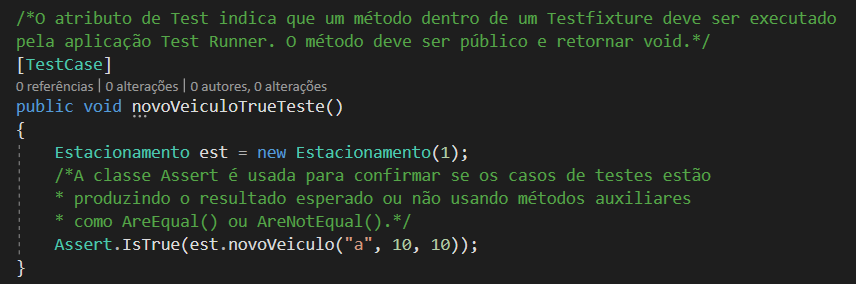 /*O atributo de Test indica que um método dentro de um Testfixture deve ser executado
pela aplicação Test Runner. O método deve ser público e retornar void.*/
[TestCase]
0 referências | 0 alterações | 0 autores, 0 alterações
public void novoVeiculoTrueTeste()
{
Estacionamento est = new Estacionamento(1);
/*A classe Assert é usada para confirmar se os casos de testes estão
* produzindo o resultado esperado ou não usando métodos auxiliares
* como AreEqual() ou AreNotEqual().*/
Assert.IsTrue(est.novoVeiculo("a", 10, 10));
}